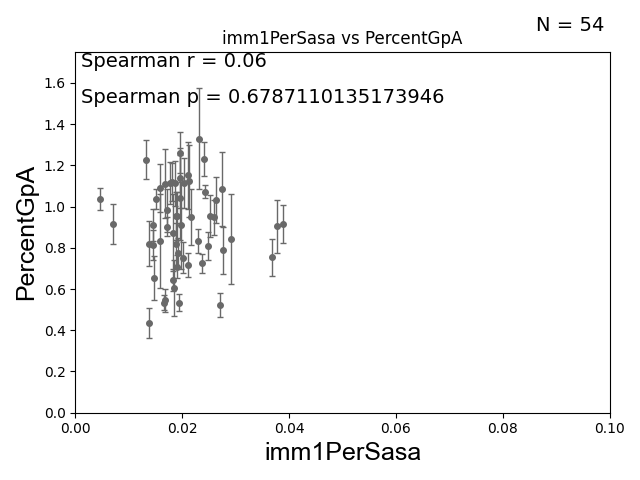 N = 54
imm1PerSasa vs PercentGpA
Spearman r = 0.06
Spearman p = 0.6787110135173946
PercentGpA
1.6
1.4
1.2
1.0
0.8
0.6
0.4
0.2
0.0
0.00 0.02 0.04 0.06 0.08 0.10
imm1PerSasa